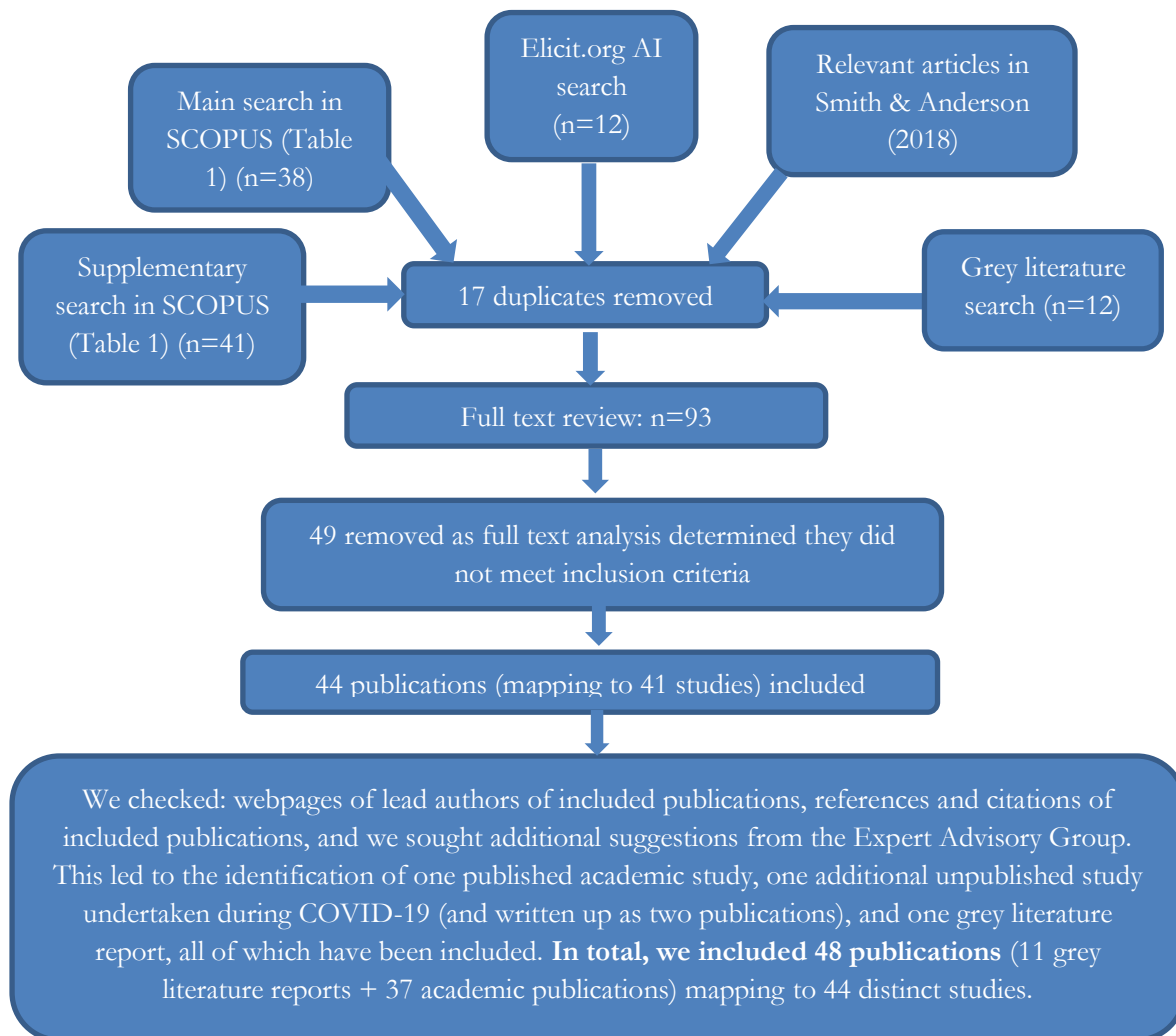 Elicit.org AI
search
(n=12)
Relevant articles in
Smith & Anderson
(2018)
Main search in
SCOPUS (Table
1) (n=38)
Supplementary
search in SCOPUS
(Table 1) (n=41)
17 duplicates removed
Grey literature
search (n=12)
Full text review: n=93
49 removed as full text analysis determined they did
not meet inclusion criteria
44 publications (mapping to 41 studies) included
We checked: webpages of lead authors of included publications, references and citations of
included publications, and we sought additional suggestions from the Expert Advisory Group.
This led to the identification of one published academic study, one additional unpublished study
undertaken during COVID-19 (and written up as two publications), and one grey literature
report, all of which have been included. In total, we included 48 publications (11 grey
literature reports + 37 academic publications) mapping to 44 distinct studies.